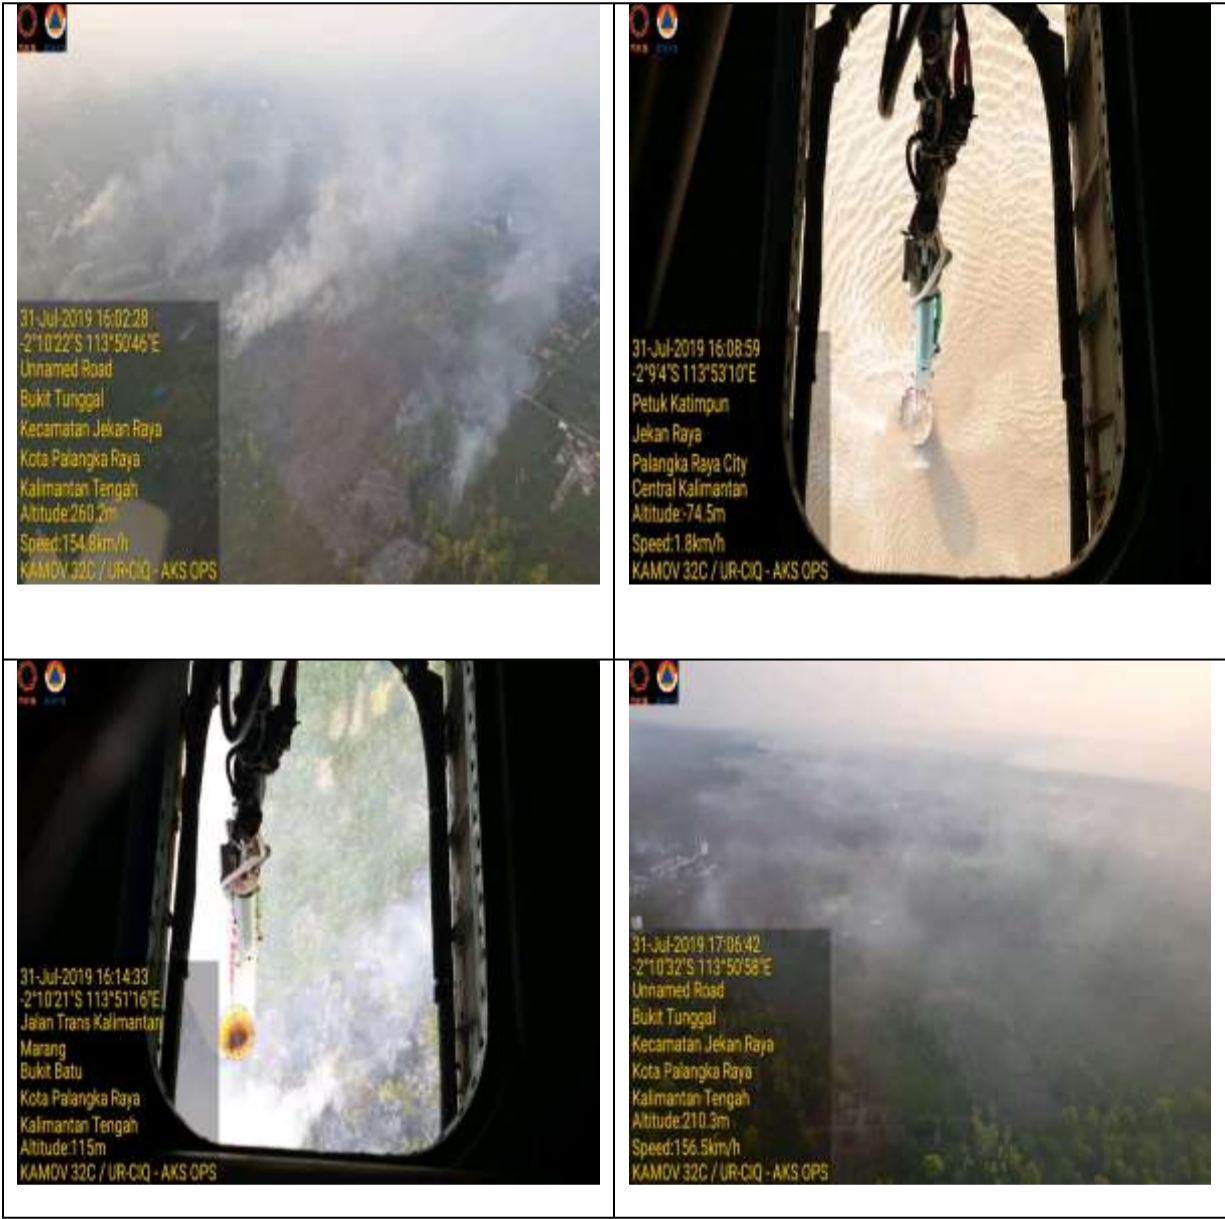 31-Jul-2019 16:02:28
-2°10'22"S 113°50'46"E
Unnamed Road
Bukit Tunggal
Kecamatan Jekan Raya
Kota Palangka Raya
Kalimantan Tengah
Altitude:260.2m
Speed:154.8km/h
KAMOV 32C / UR-CIQ - AKS OPS
31-Jul-2019 16:08:59
-2°9'4"S 113°53'10"E
Petuk Katimpun
Jekan Raya
Palangka Raya City
Central Kalimantan
Altitude:-74.5m
Speed:1.8km/h
KAMOV 32C / UR-CIQ - AKS OPS
31-Jul-2019 16:14:33
-2°10'21"S 113°51'16"E
Jalan Trans Kalimantan
Marang
Bukit Batu
Kota Palangka Raya
Kalimantan Tengah
Altitude:115m
KAMOV 32C / UR-CIQ - AKS OPS
31-Jul-2019 17:06:42
-2°10'32"S 113°50'58"E
Unnamed Road
Bukit Tunggal
Kecamatan Jekan Raya
Kota Palangka Raya
Kalimantan Tengah
Altitude:210.3m
Speed:156.5km/h
KAMOV 32C / UR-CIQ - AKS OPS